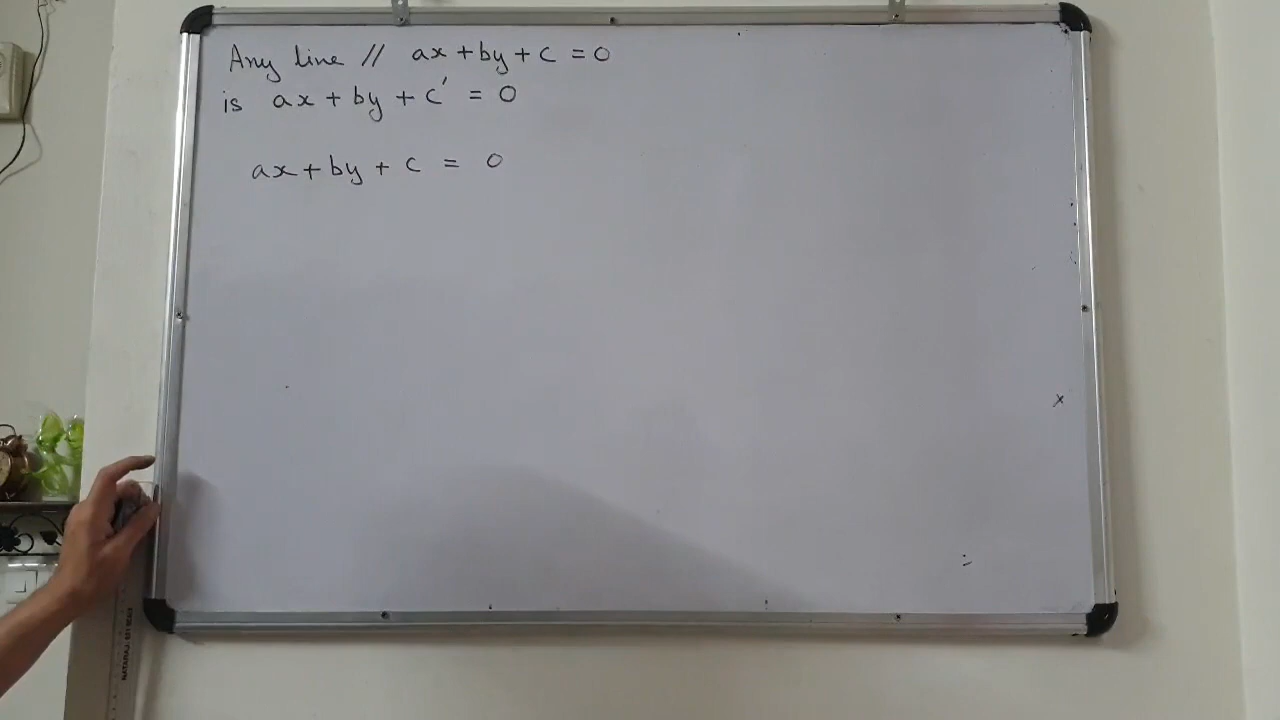 Any line // ax + by + c = 0
is ax + by + c' = 0
ax + by + c = 0